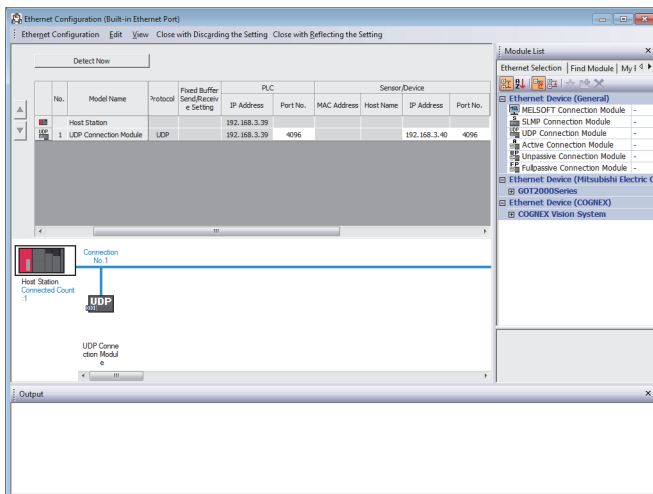 Ethernet Configuration (Built-in Ethernet Port)
Ethernet Configuration Edit View Close with Discarding the Setting Close with Reflecting the Setting
Detect Now
No. Model Name Protocol Fixed Buffer Send/Receive Setting PLC Sensor/Device
IP Address Port No. MAC Address Host Name IP Address Port No.
Host Station 192.168.3.39
1 UDP Connection Module UDP 192.168.3.39 4096 192.168.3.40 4096
Connection
No.1
Host Station
Connected Count
:1
UDP
UDP Conne
ction Modul
e
Module List
Ethernet Selection Find Module My F
Ethernet Device (General)
MELSOFT Connection Module -
SLMP Connection Module -
UDP Connection Module -
Active Connection Module -
Unpassive Connection Module -
Fullpassive Connection Module -
Ethernet Device (Mitsubishi Electric C
GOT2000Series
Ethernet Device (COGNEX)
COGNEX Vision System
Output